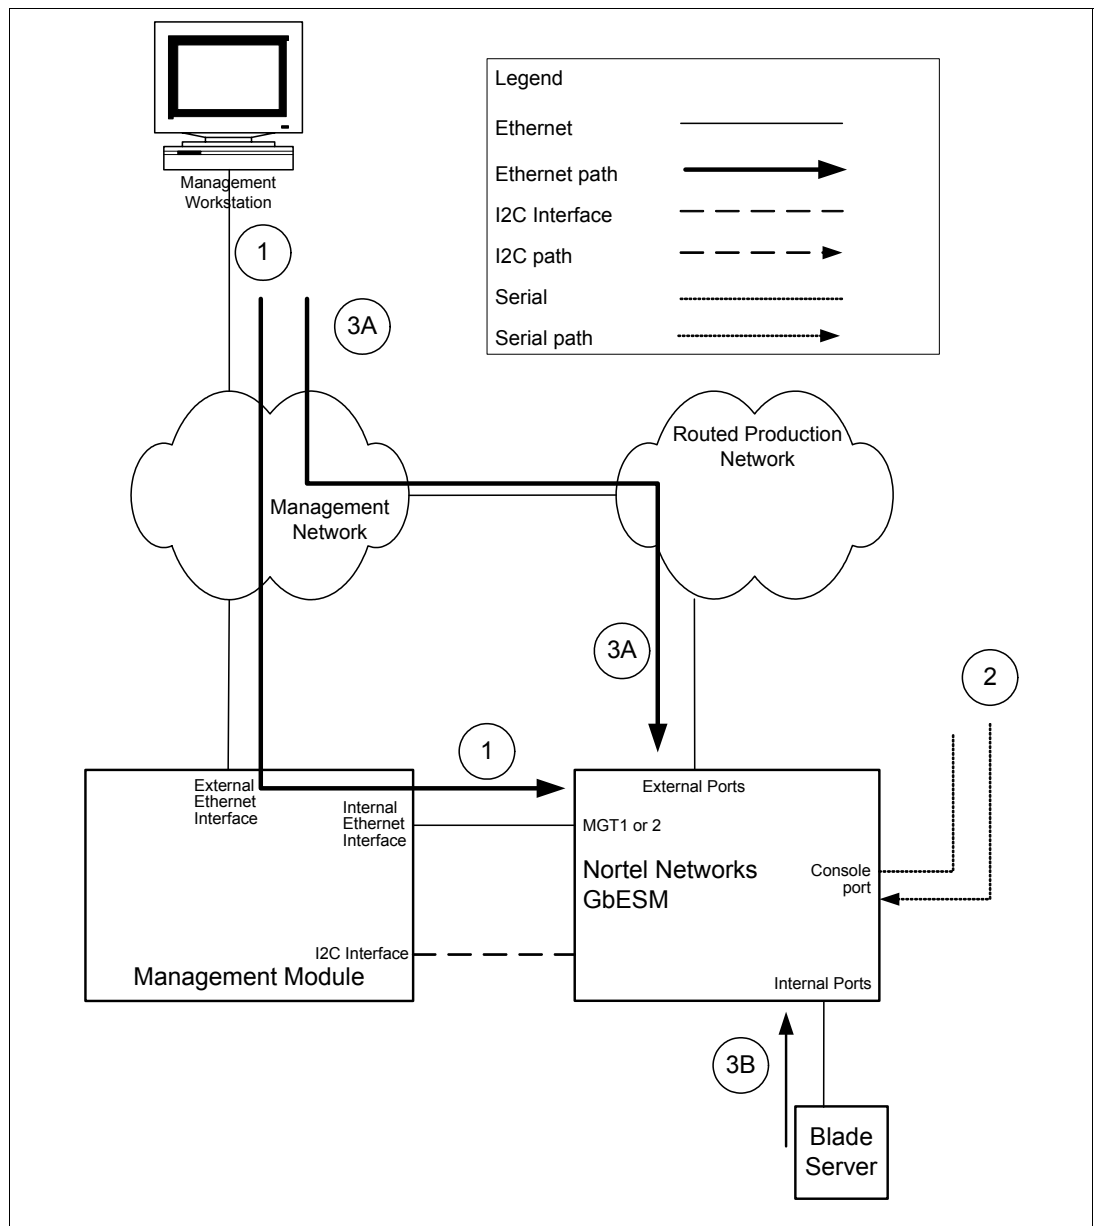 Management
Workstation
Legend
Ethernet
Ethernet path
I2C Interface
I2C path
Serial
Serial path
1
3A
Routed Production
Network
Management
Network
3A
2
1
External
Ethernet
Interface
Internal
Ethernet
Interface
External Ports
MGT1 or 2
Nortel Networks
GbESM
Console
port
I2C Interface
Management Module
Internal Ports
3B
Blade
Server